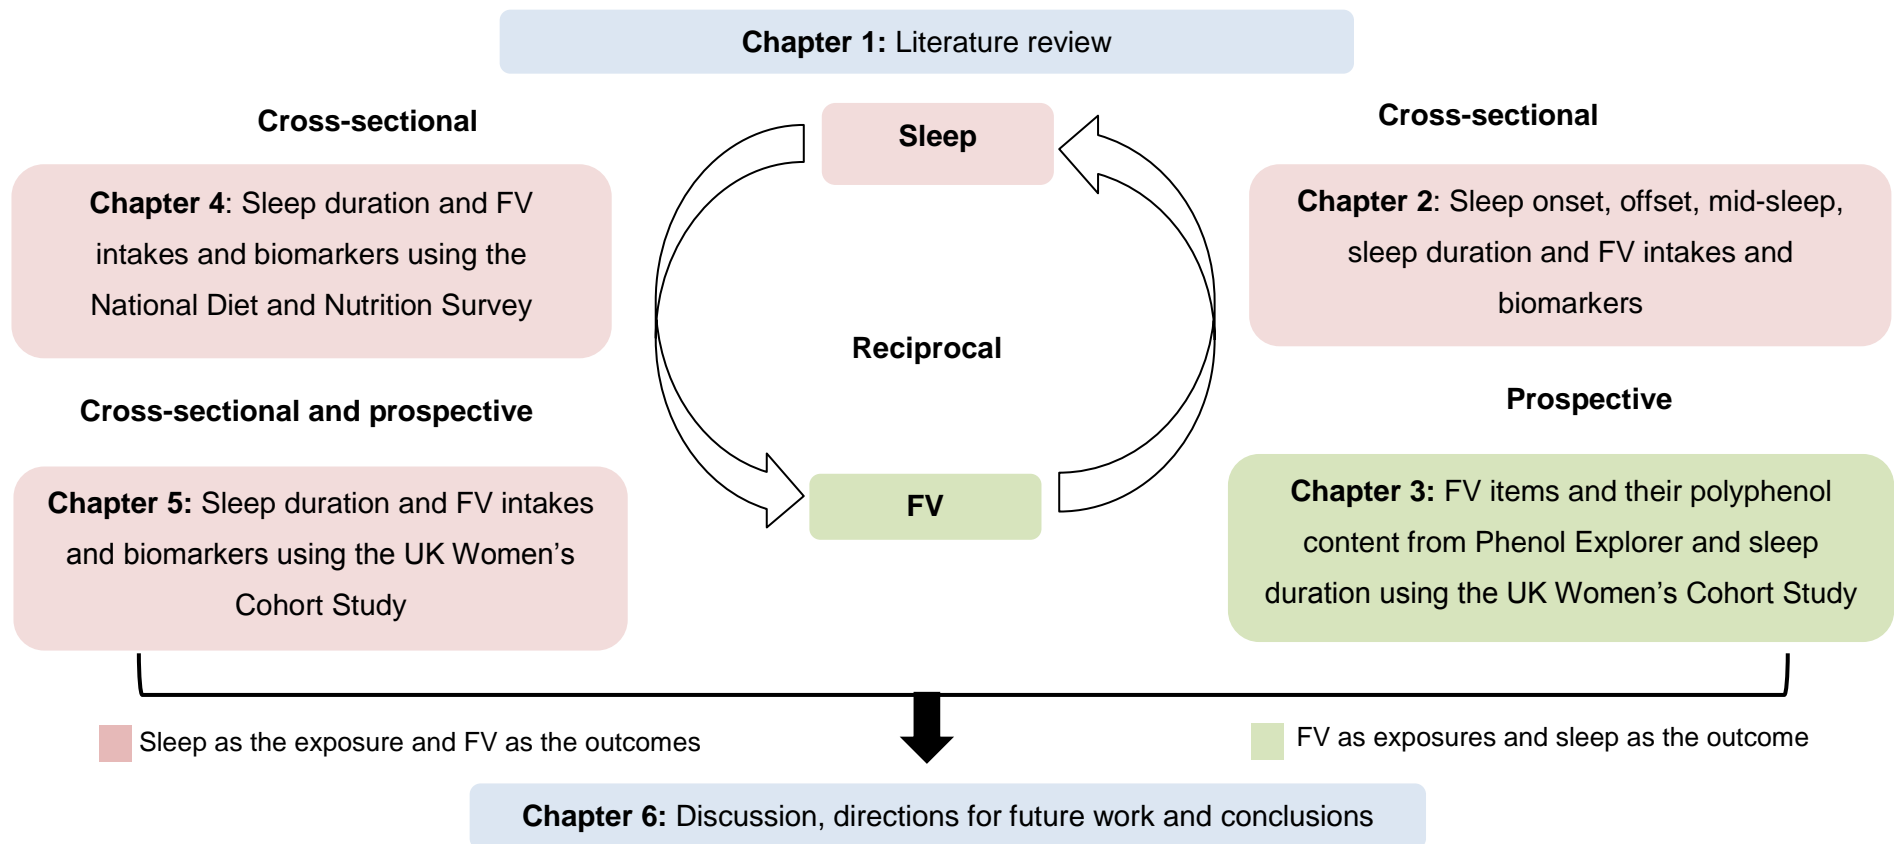 Chapter 1: Literature review
Cross-sectional
Sleep
Cross-sectional
Chapter 4: Sleep duration and FV
intakes and biomarkers using the
National Diet and Nutrition Survey
Chapter 2: Sleep onset, offset, mid-sleep,
sleep duration and FV intakes and
biomarkers
Reciprocal
Cross-sectional and prospective
Prospective
Chapter 5: Sleep duration and FV intakes
and biomarkers using the UK Women’s
Cohort Study
FV
Chapter 3: FV items and their polyphenol
content from Phenol Explorer and sleep
duration using the UK Women’s Cohort Study
Sleep as the exposure and FV as the outcomes
FV as exposures and sleep as the outcome
Chapter 6: Discussion, directions for future work and conclusions